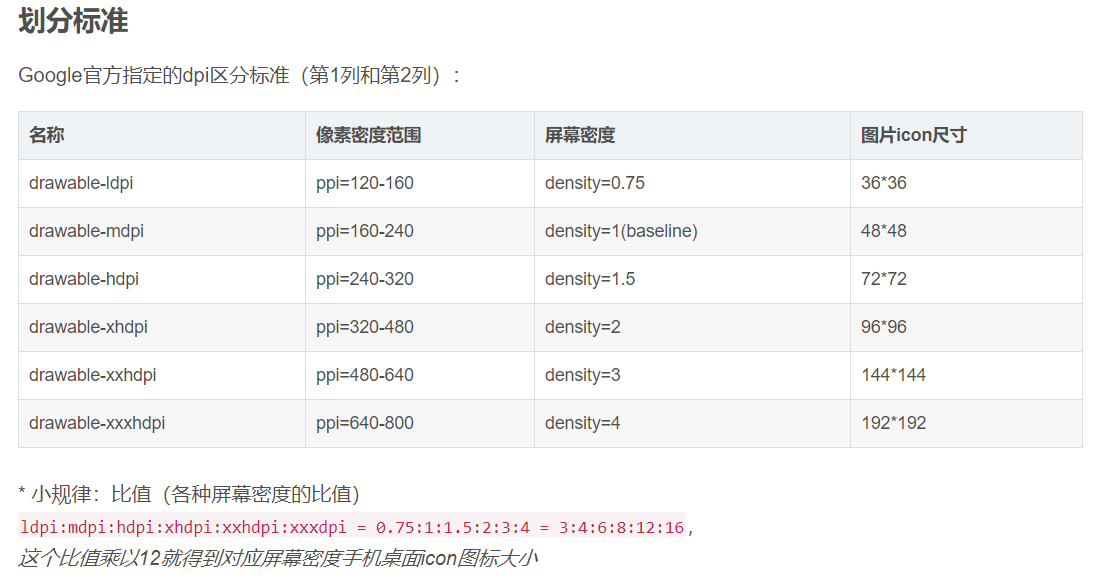 划分标准
Google官方指定的dpi区分标准（第1列和第2列）:
名称 像素密度范围 屏幕密度 图片icon尺寸
drawable-ldpi ppi=120-160 density=0.75 36*36
drawable-mdpi ppi=160-240 density=1(baseline) 48*48
drawable-hdpi ppi=240-320 density=1.5 72*72
drawable-xhdpi ppi=320-480 density=2 96*96
drawable-xxhdpi ppi=480-640 density=3 144*144
drawable-xxxhdpi ppi=640-800 density=4 192*192
* 小规律：比值（各种屏幕密度的比值）
ldpi:mdpi:hdpi:xhdpi:xxhdpi:xxxdpi = 0.75:1:1.5:2:3:4 = 3:4:6:8:12:16,
这个比值乘以12就得到对应屏幕密度手机桌面icon图标大小